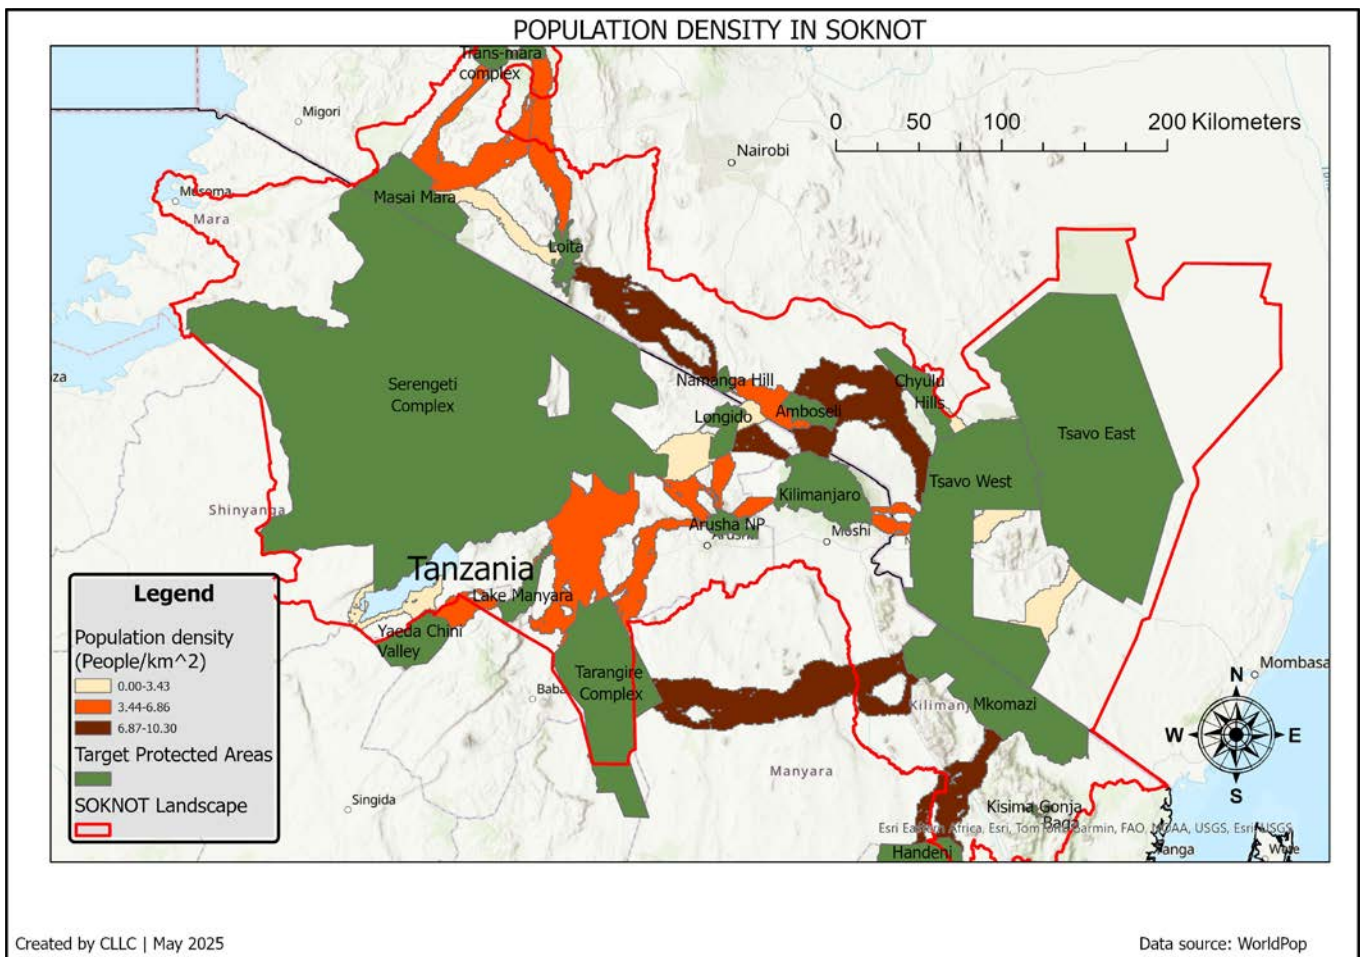 POPULATION DENSITY IN SOKNOT
Trans-mara
complex
Migori
0 50 100 200 Kilometers
Nairobi
Musoma
Masai Mara
Mara
Loita
za
Namanga Hill
Chyulu
Hills
Serengeti
Complex
Longido
Amboseli
Tsavo East
Tsavo West
Kilimanjaro
Shinyanga
Arusha NP
Moshi
Tanzania
Lake Manyara
Yaeda Chini
Valley
Tarangire
Complex
Mombasa
Mkomazi
Manyara
Singida
Kisima Gonja
Baga
Handeni
N
W E
S
Legend
Population density
(People/km^2)
0.00-3.43
3.44-6.86
6.87-10.30
Target Protected Areas
SOKNOT Landscape
Created by CLLC | May 2025
Data source: WorldPop